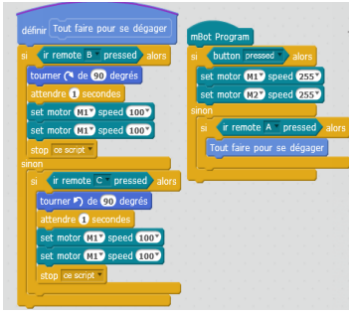 définir Tout faire pour se dégager
si ir remote B pressed alors
tourner de 90 degrés
attendre 1 secondes
set motor M1 speed 100
set motor M1 speed 100
stop ce script
sinon
si ir remote C pressed alors
tourner de 90 degrés
attendre 1 secondes
set motor M1 speed 100
set motor M1 speed 100
stop ce script
mBot Program
si button pressed alors
set motor M1 speed 255
set motor M2 speed 255
sinon
si ir remote A pressed alors
Tout faire pour se dégager